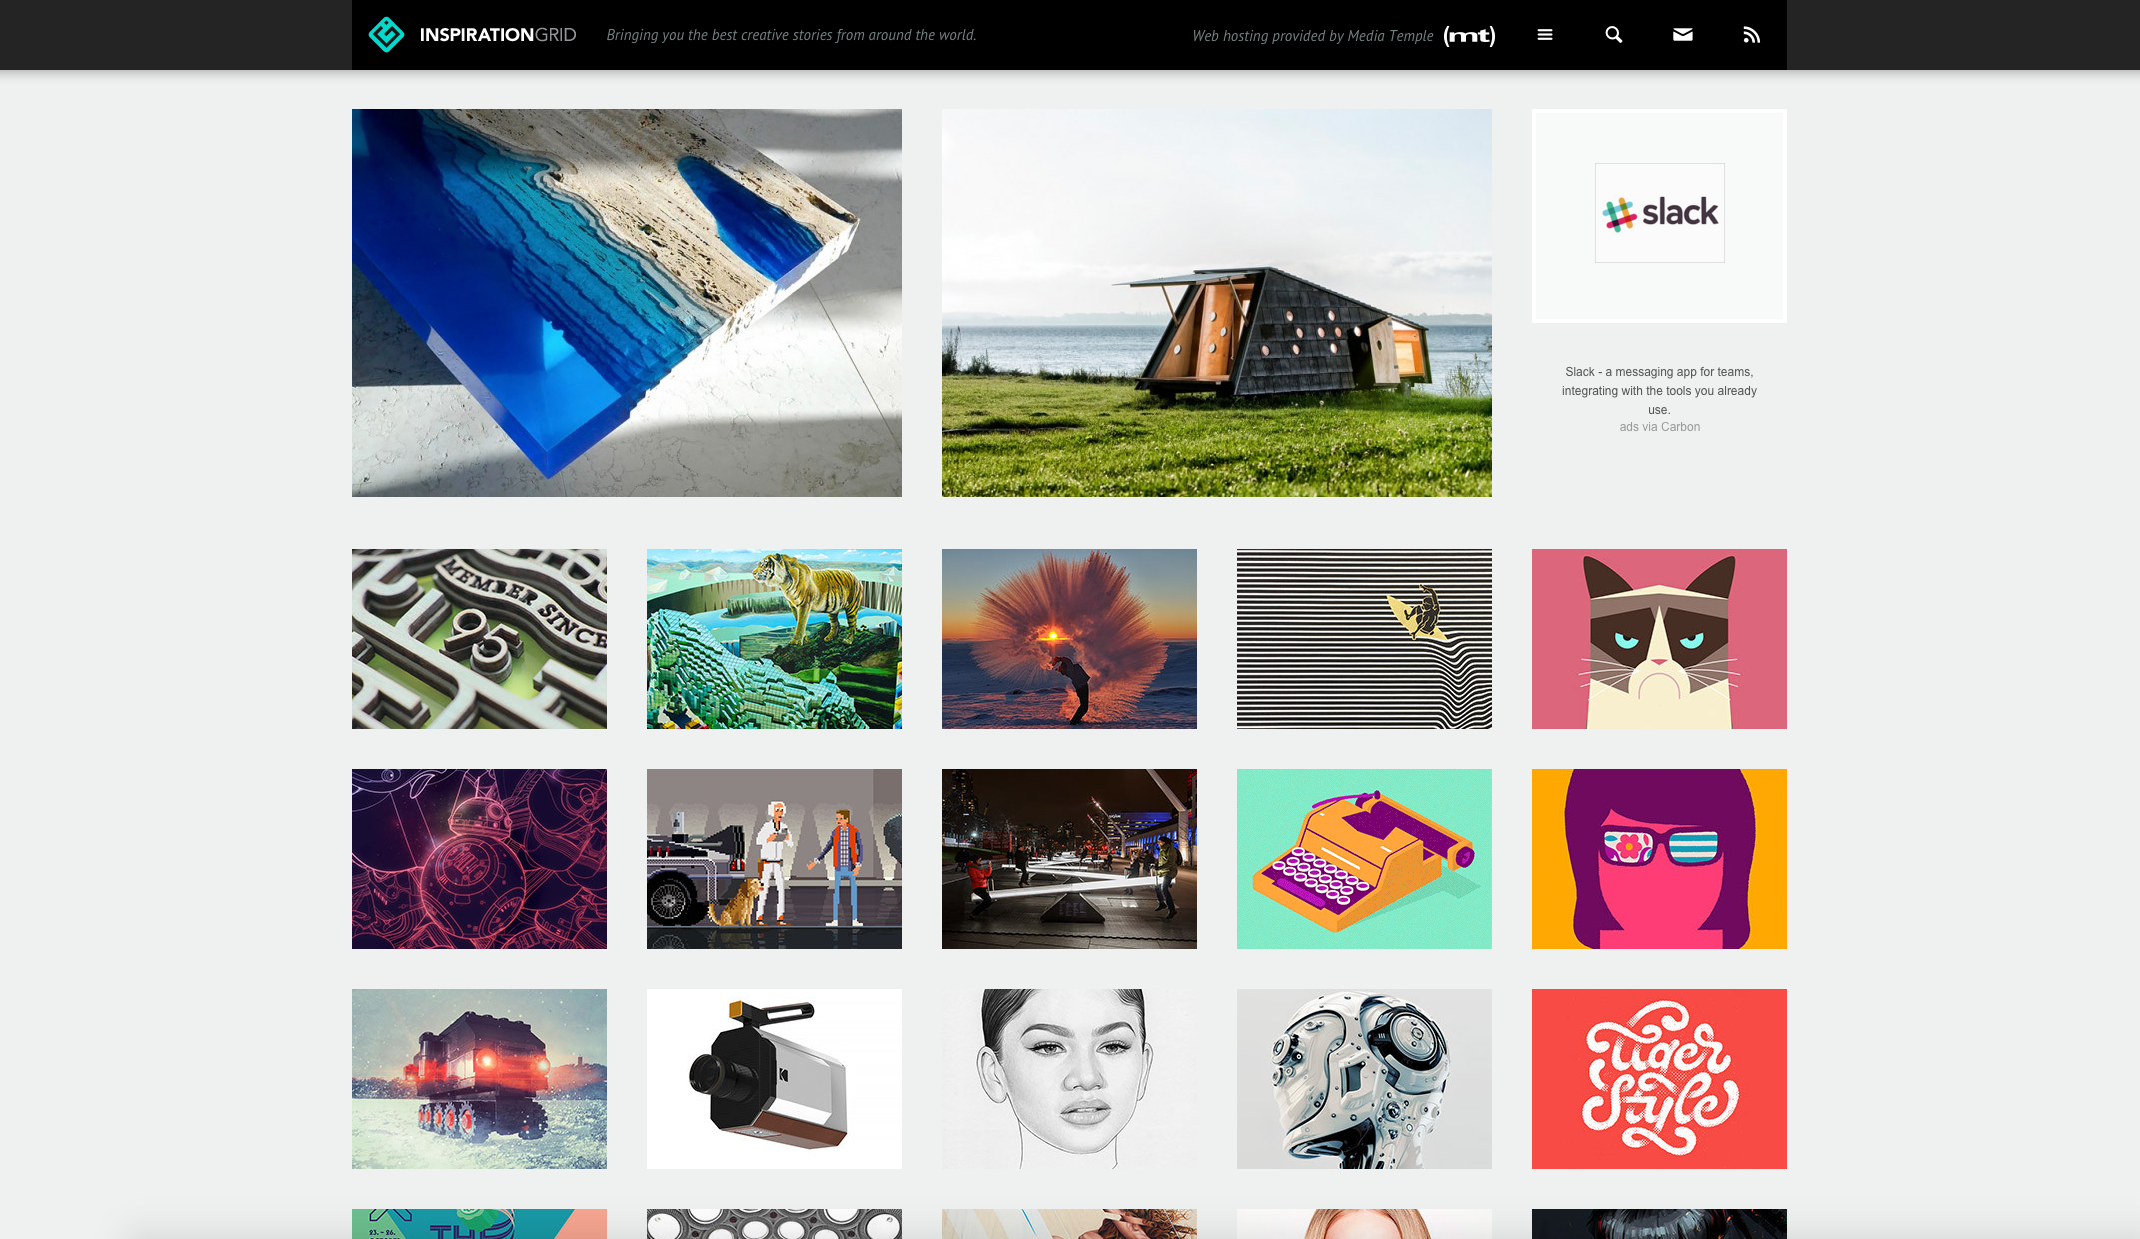 INSPIRATIONGRID
Bringing you the best creative stories from around the world.
Web hosting provided by Media Temple (mt)
slack
Slack - a messaging app for teams,
integrating with the tools you already
use.
ads via Carbon
MEMBER SINCE
95
Tiger
Style
23. - 26.